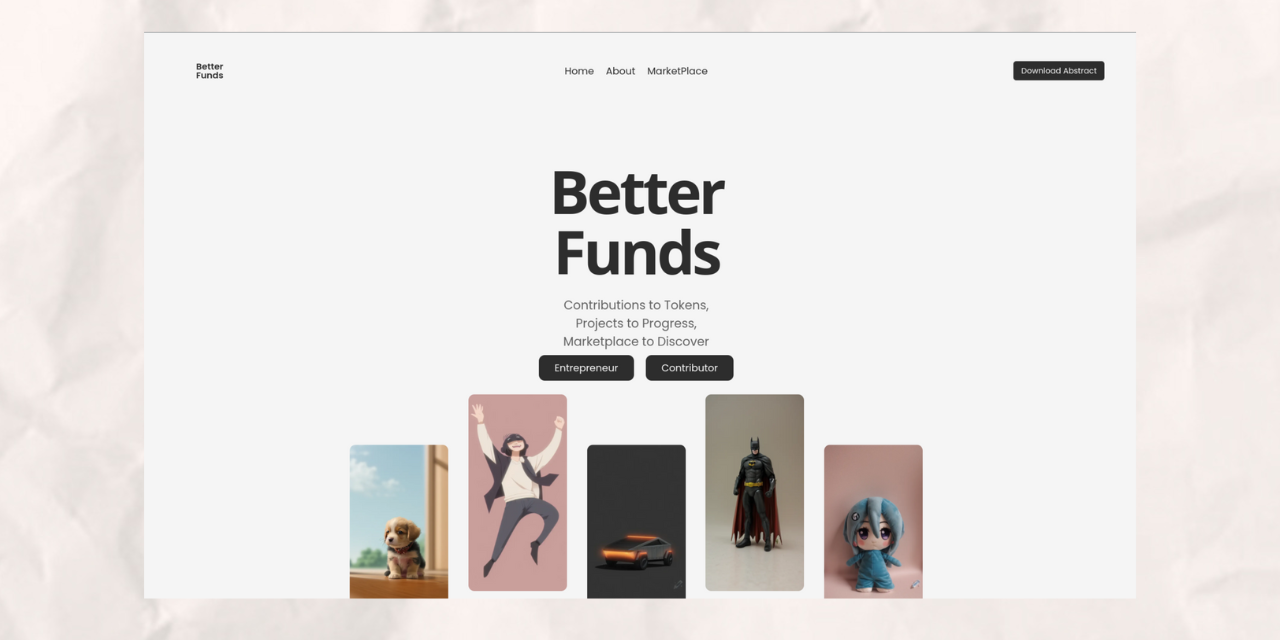 Better
Funds
Home About MarketPlace
Download Abstract
Better
Funds
Contributions to Tokens,
Projects to Progress,
Marketplace to Discover
Entrepreneur Contributor